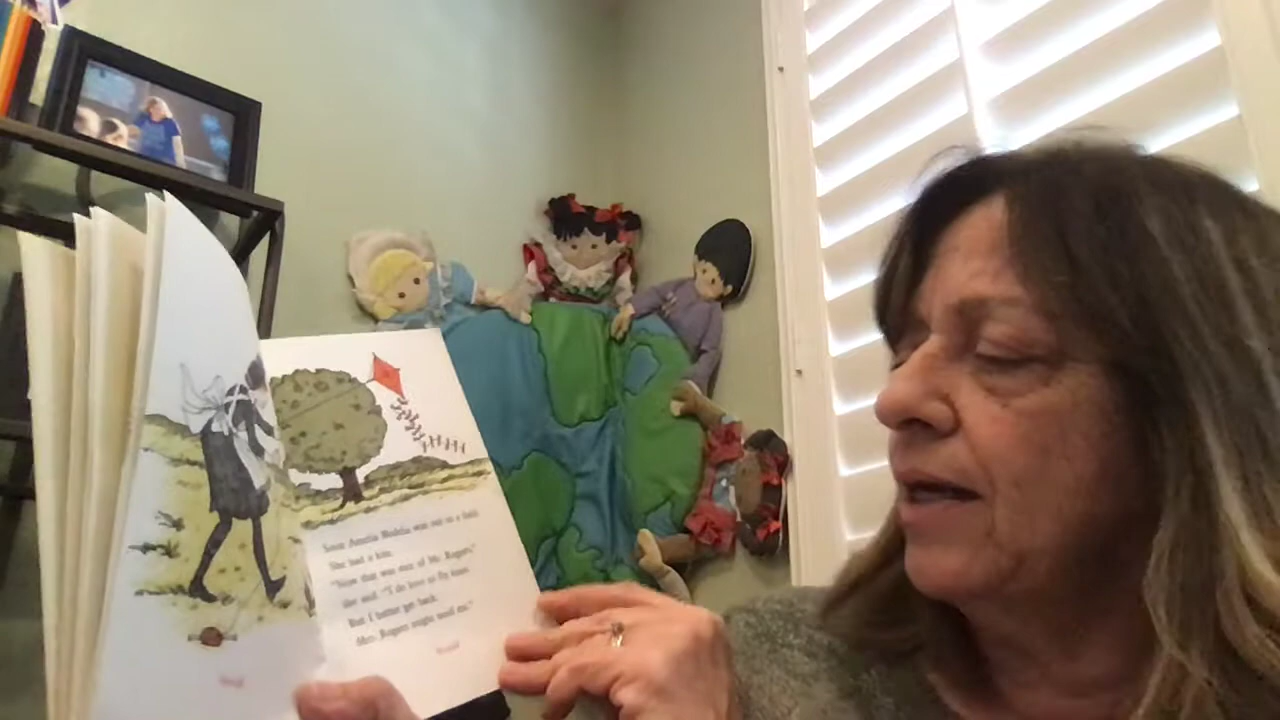 Soon Amelia Bedelia was out in a field.
She had a kite.
"Now that was nice of Mr. Rogers,"
she said. "I do love to fly kites.
But I better get back.
Mrs. Rogers might need me."